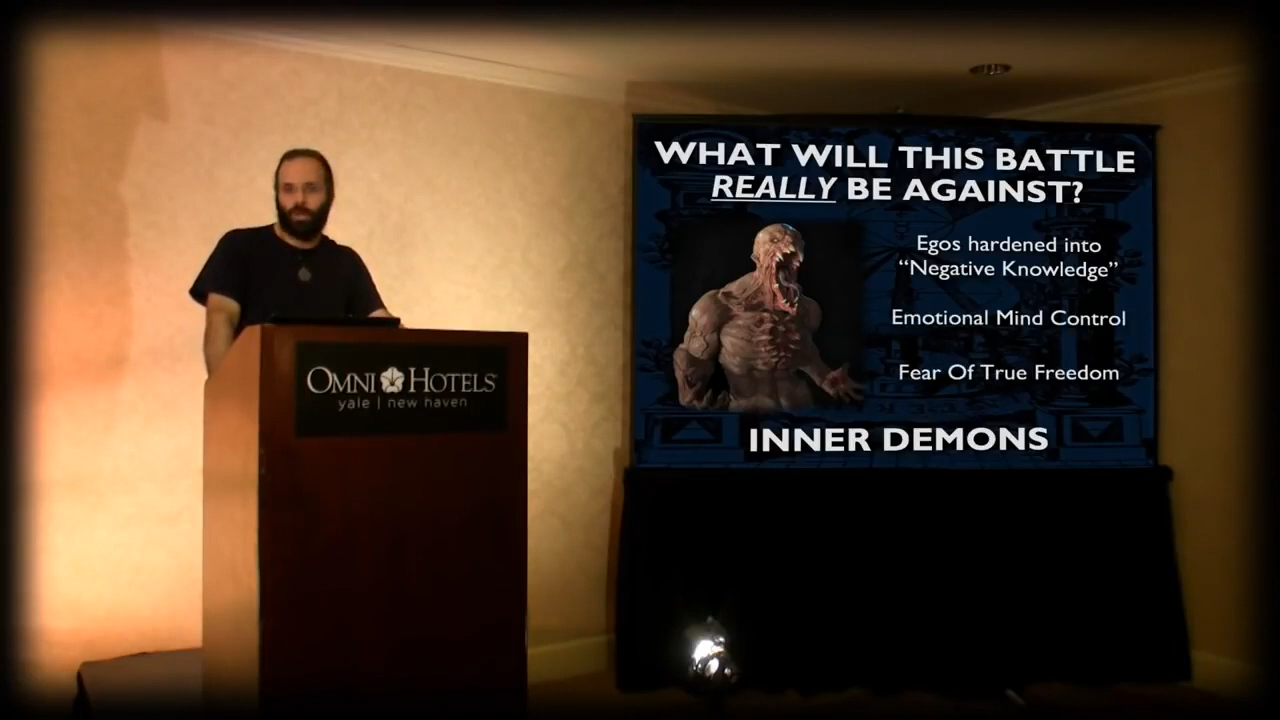 OMNI HOTELS
yale | new haven
WHAT WILL THIS BATTLE
REALLY BE AGAINST?
Egos hardened into
“Negative Knowledge”
Emotional Mind Control
Fear Of True Freedom
INNER DEMONS